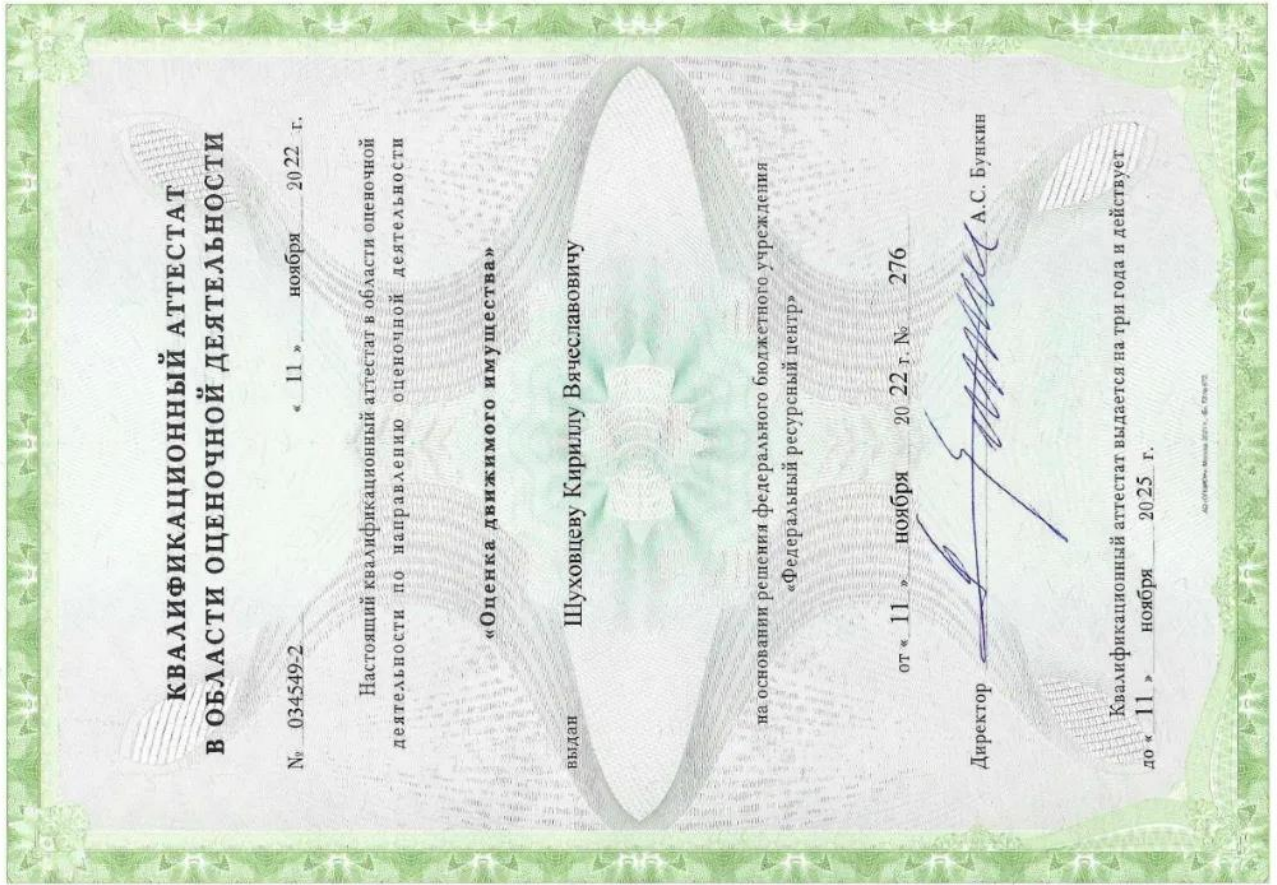 КВАЛИФИКАЦИОННЫЙ АТТЕСТАТ
В ОБЛАСТИ ОЦЕНОЧНОЙ ДЕЯТЕЛЬНОСТИ
№ 034549-2 « 11 » ноября 2022 г.
Настоящий квалификационный аттестат в области оценочной
деятельности по направлению оценочной деятельности
«Оценка движимого имущества»
выдан Шуховцеву Кириллу Вячеславовичу
на основании решения федерального бюджетного учреждения
«Федеральный ресурсный центр»
от « 11 » ноября 20 22 г. № 276
Директор А.С. Бункин
Квалификационный аттестат выдается на три года и действует
до « 11 » ноября 2025 г.